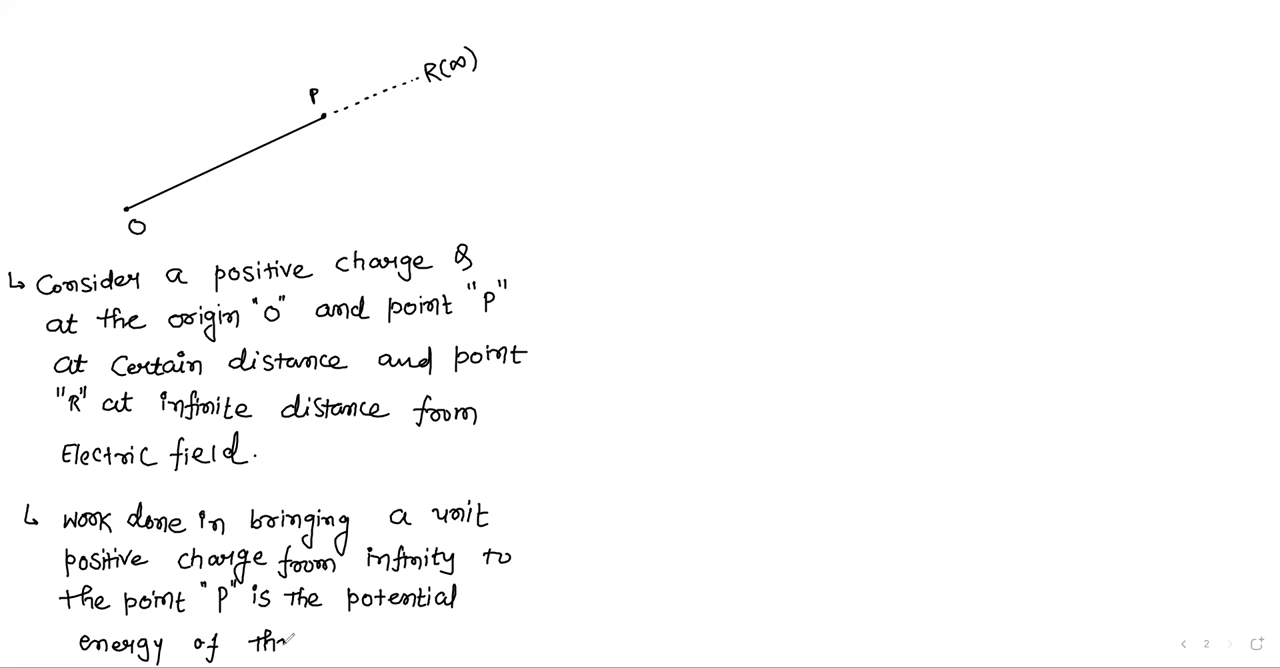 P
R(∞)
O
↳ Consider a positive charge Q
at the origin "O" and point "P"
at certain distance and point
"R" at infinite distance from
Electric field.
↳ work done in bringing a unit
positive charge from infinity to
the point "P" is the potential
energy of
2